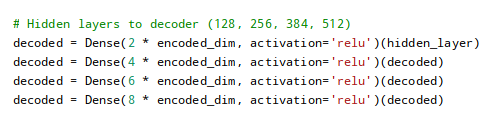 # Hidden layers to decoder (128, 256, 384, 512)
decoded = Dense(2 * encoded_dim, activation='relu')(hidden_layer)
decoded = Dense(4 * encoded_dim, activation='relu')(decoded)
decoded = Dense(6 * encoded_dim, activation='relu')(decoded)
decoded = Dense(8 * encoded_dim, activation='relu')(decoded)